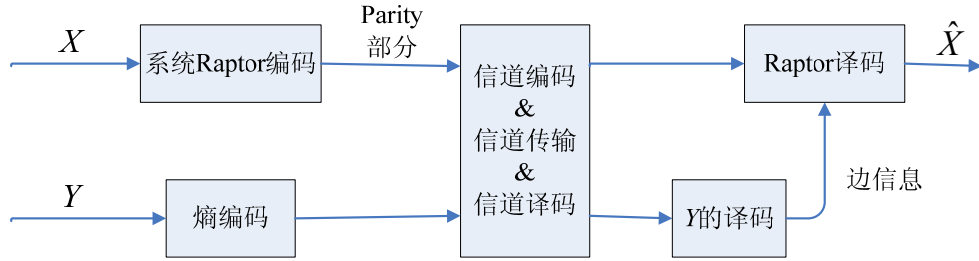 X
系统Raptor编码
Parity
部分
信道编码
&
信道传输
&
信道译码
Raptor译码
X̂
Y
熵编码
Y的译码
边信息